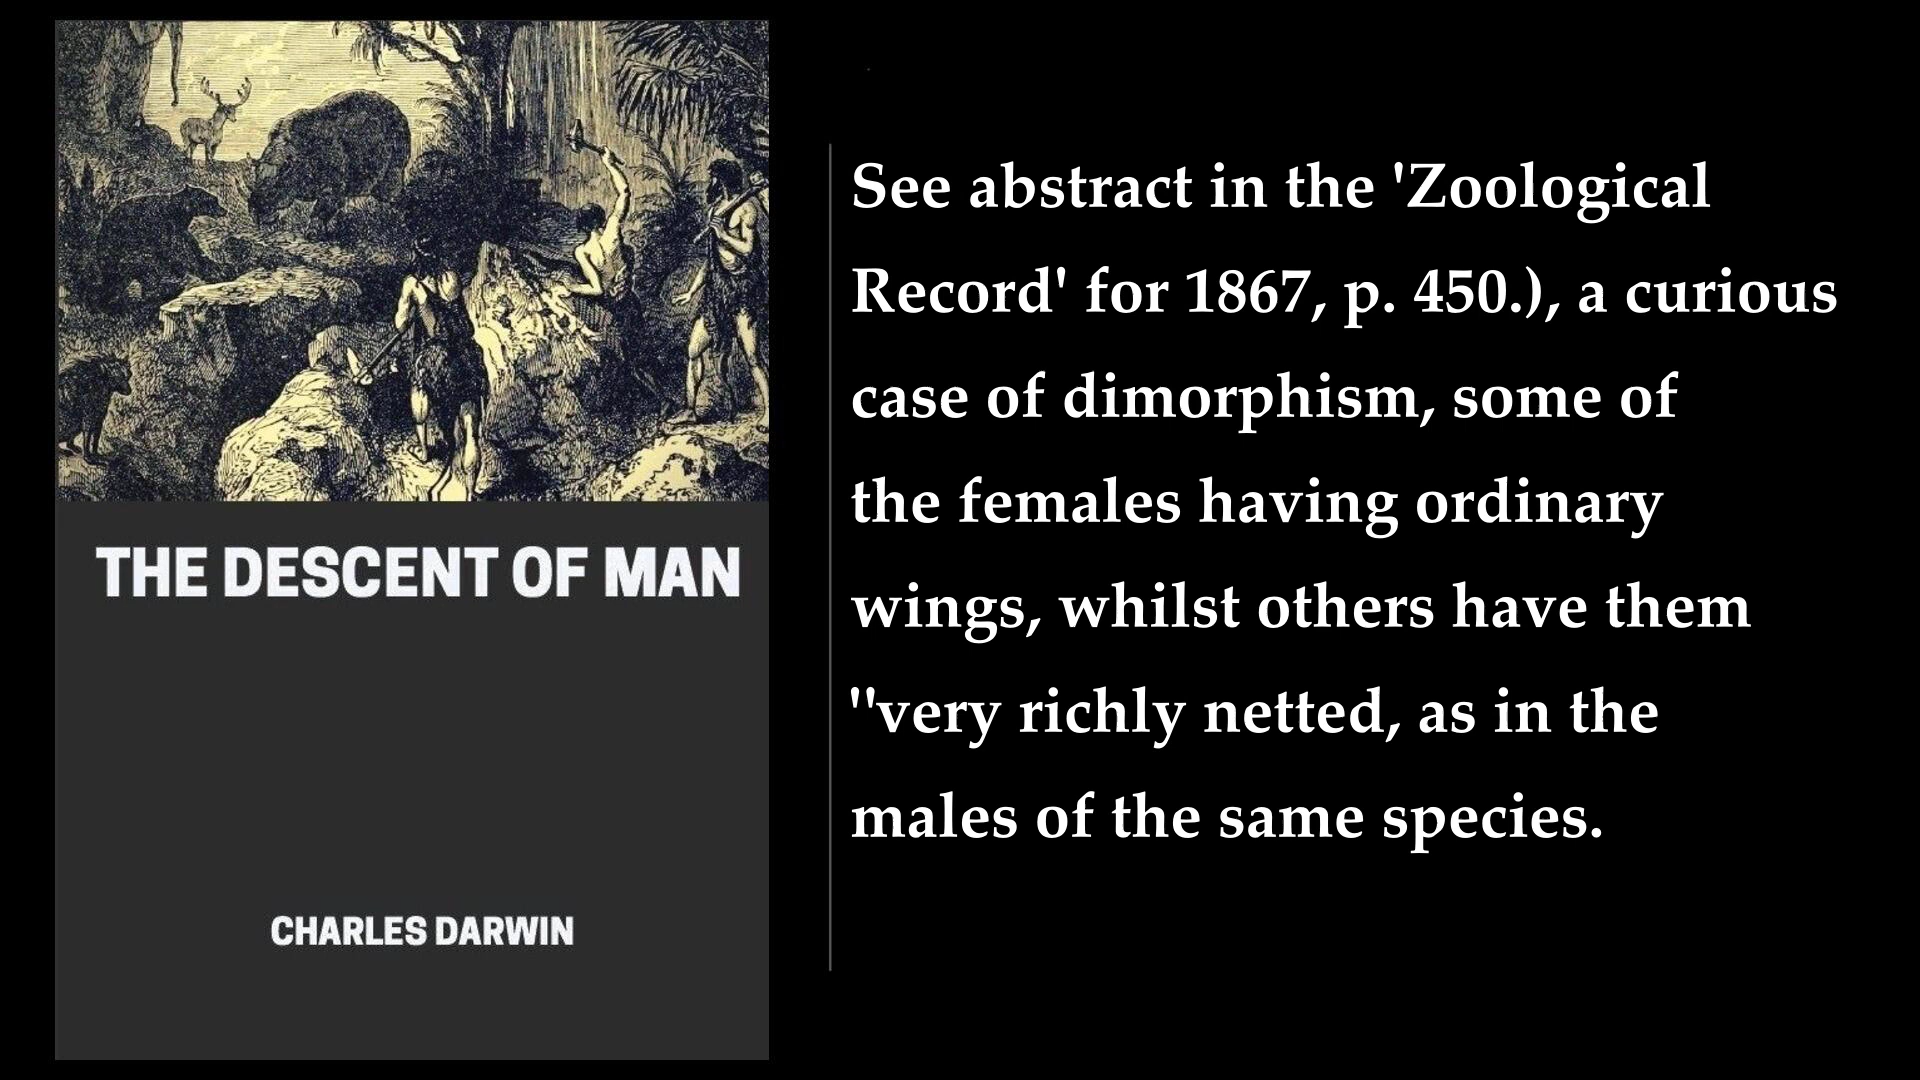 THE DESCENT OF MAN
CHARLES DARWIN
See abstract in the 'Zoological
Record' for 1867, p. 450.), a curious
case of dimorphism, some of
the females having ordinary
wings, whilst others have them
"very richly netted, as in the
males of the same species.